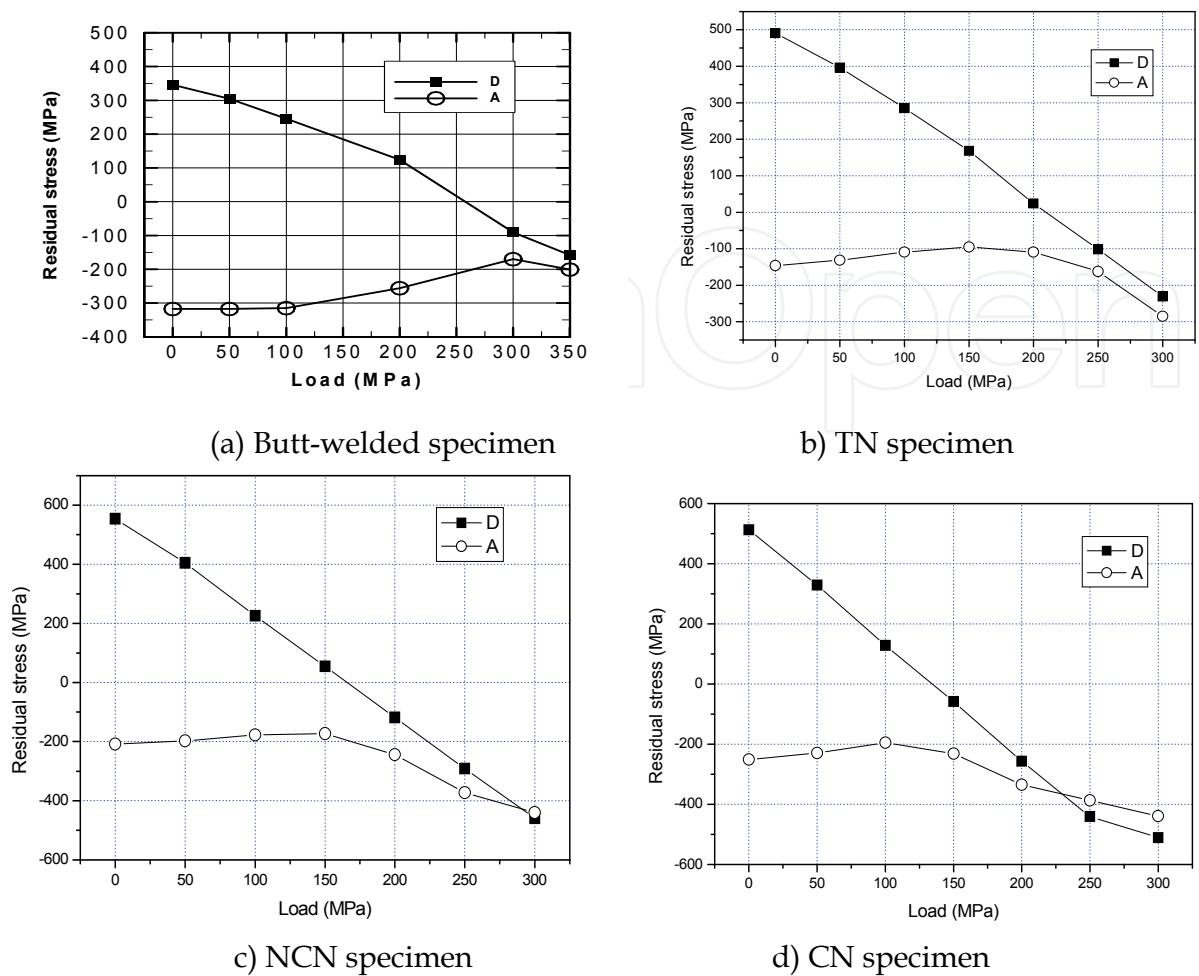 500
400
300
200
100
0
-100
-200
-300
-400
Residual stress (MPa)
D
A
0 50 100 150 200 250 300 350
Load (MPa)
(a) Butt-welded specimen
500
400
300
200
100
0
-100
-200
-300
Residual stress (MPa)
D
A
0 50 100 150 200 250 300
Load (MPa)
b) TN specimen
600
400
200
0
-200
-400
-600
Residual stress (MPa)
D
A
0 50 100 150 200 250 300
Load (MPa)
c) NCN specimen
600
400
200
0
-200
-400
-600
Residual stress (MPa)
D
A
0 50 100 150 200 250 300
Load (MPa)
d) CN specimen